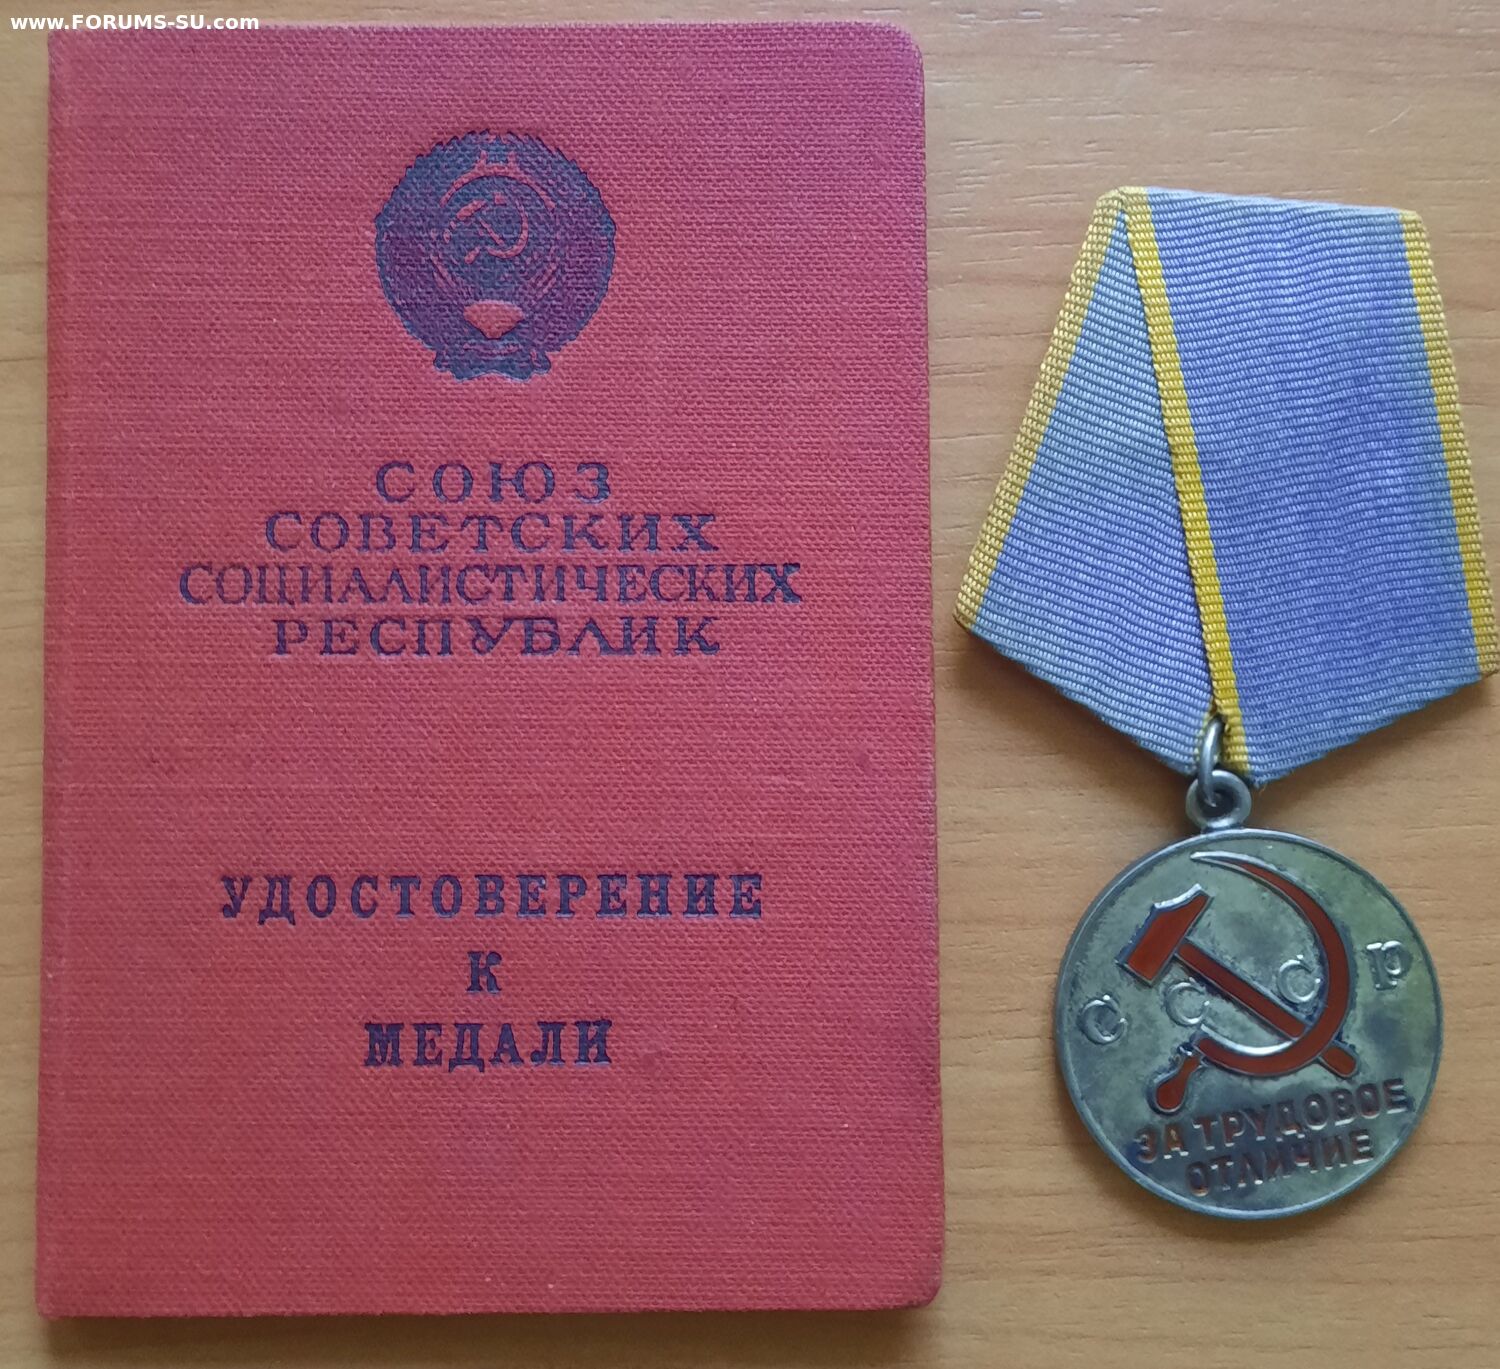 www.FORUMS-SU.com
СОЮЗ
СОВЕТСКИХ
СОЦИАЛИСТИЧЕСКИХ
РЕСПУБЛИК
УДОСТОВЕРЕНИЕ
К
МЕДАЛИ
СССР
ЗА ТРУДОВОЕ
ОТЛИЧИЕ